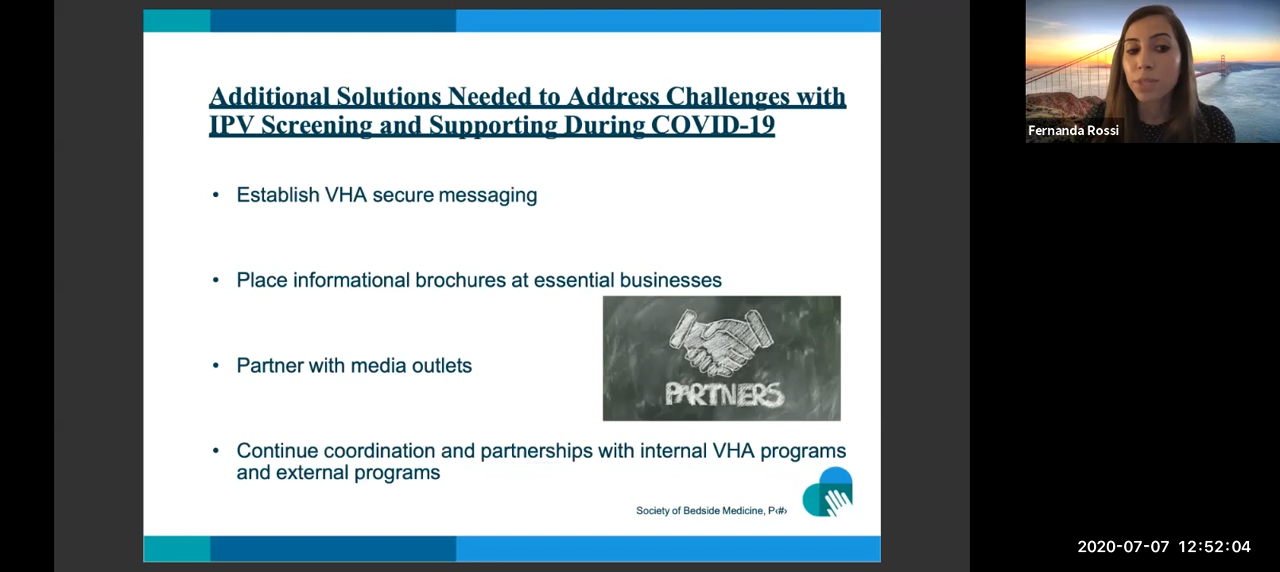 Additional Solutions Needed to Address Challenges with
IPV Screening and Supporting During COVID-19
• Establish VHA secure messaging
• Place informational brochures at essential businesses
• Partner with media outlets
PARTNERS
• Continue coordination and partnerships with internal VHA programs
and external programs
Society of Bedside Medicine, P‹#›
Fernanda Rossi
2020-07-07 12:52:04